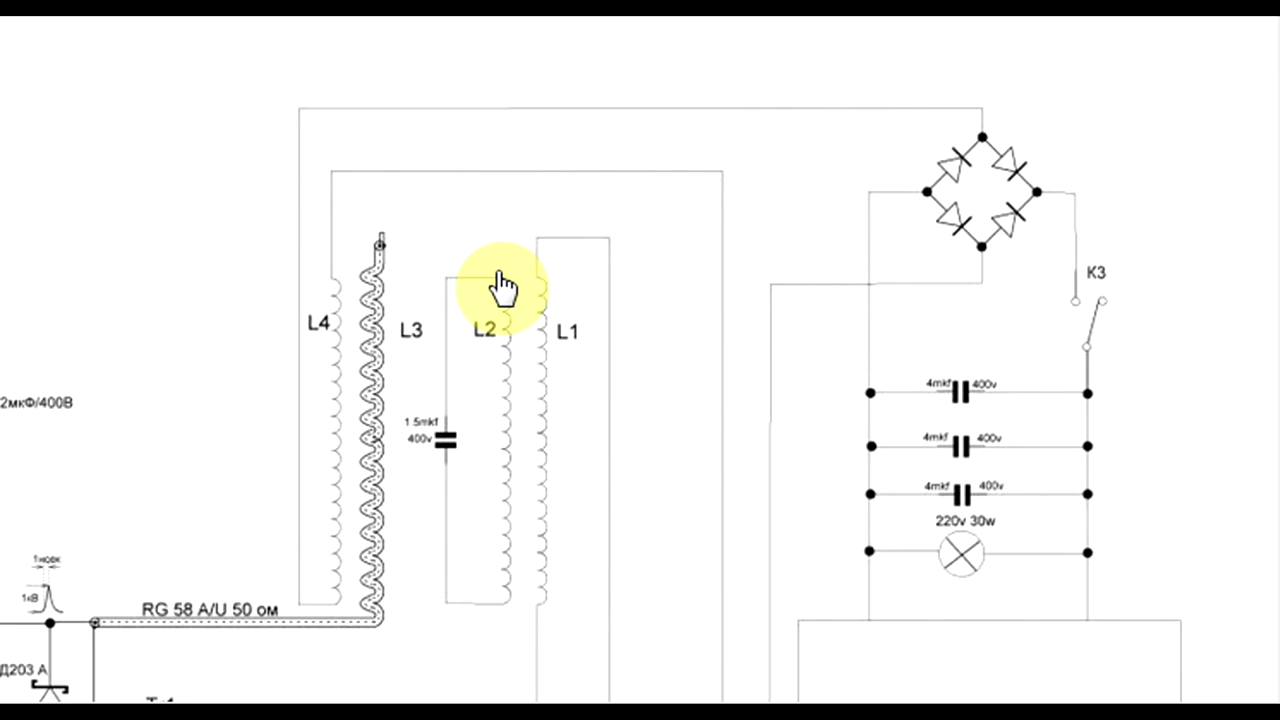 K3
L4
L3
L2
L1
4mkf 400v
2мкФ/400В
1 5mkf
400v
4mkf 400v
4mkf 400v
220v 30w
1нсек
1кВ
RG 58 A/U 50 ом
Д203 А